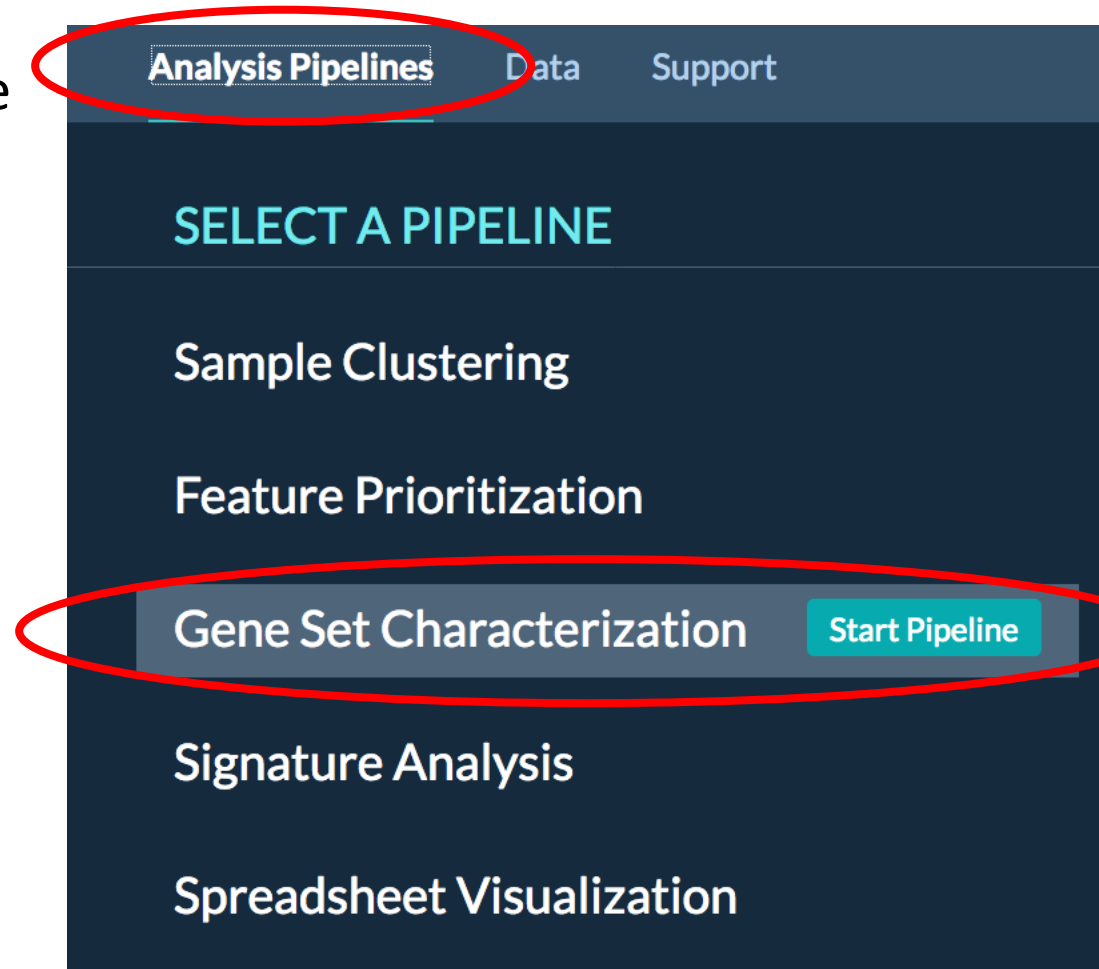 e
Analysis Pipelines Data Support
SELECT A PIPELINE
Sample Clustering
Feature Prioritization
Gene Set Characterization Start Pipeline
Signature Analysis
Spreadsheet Visualization